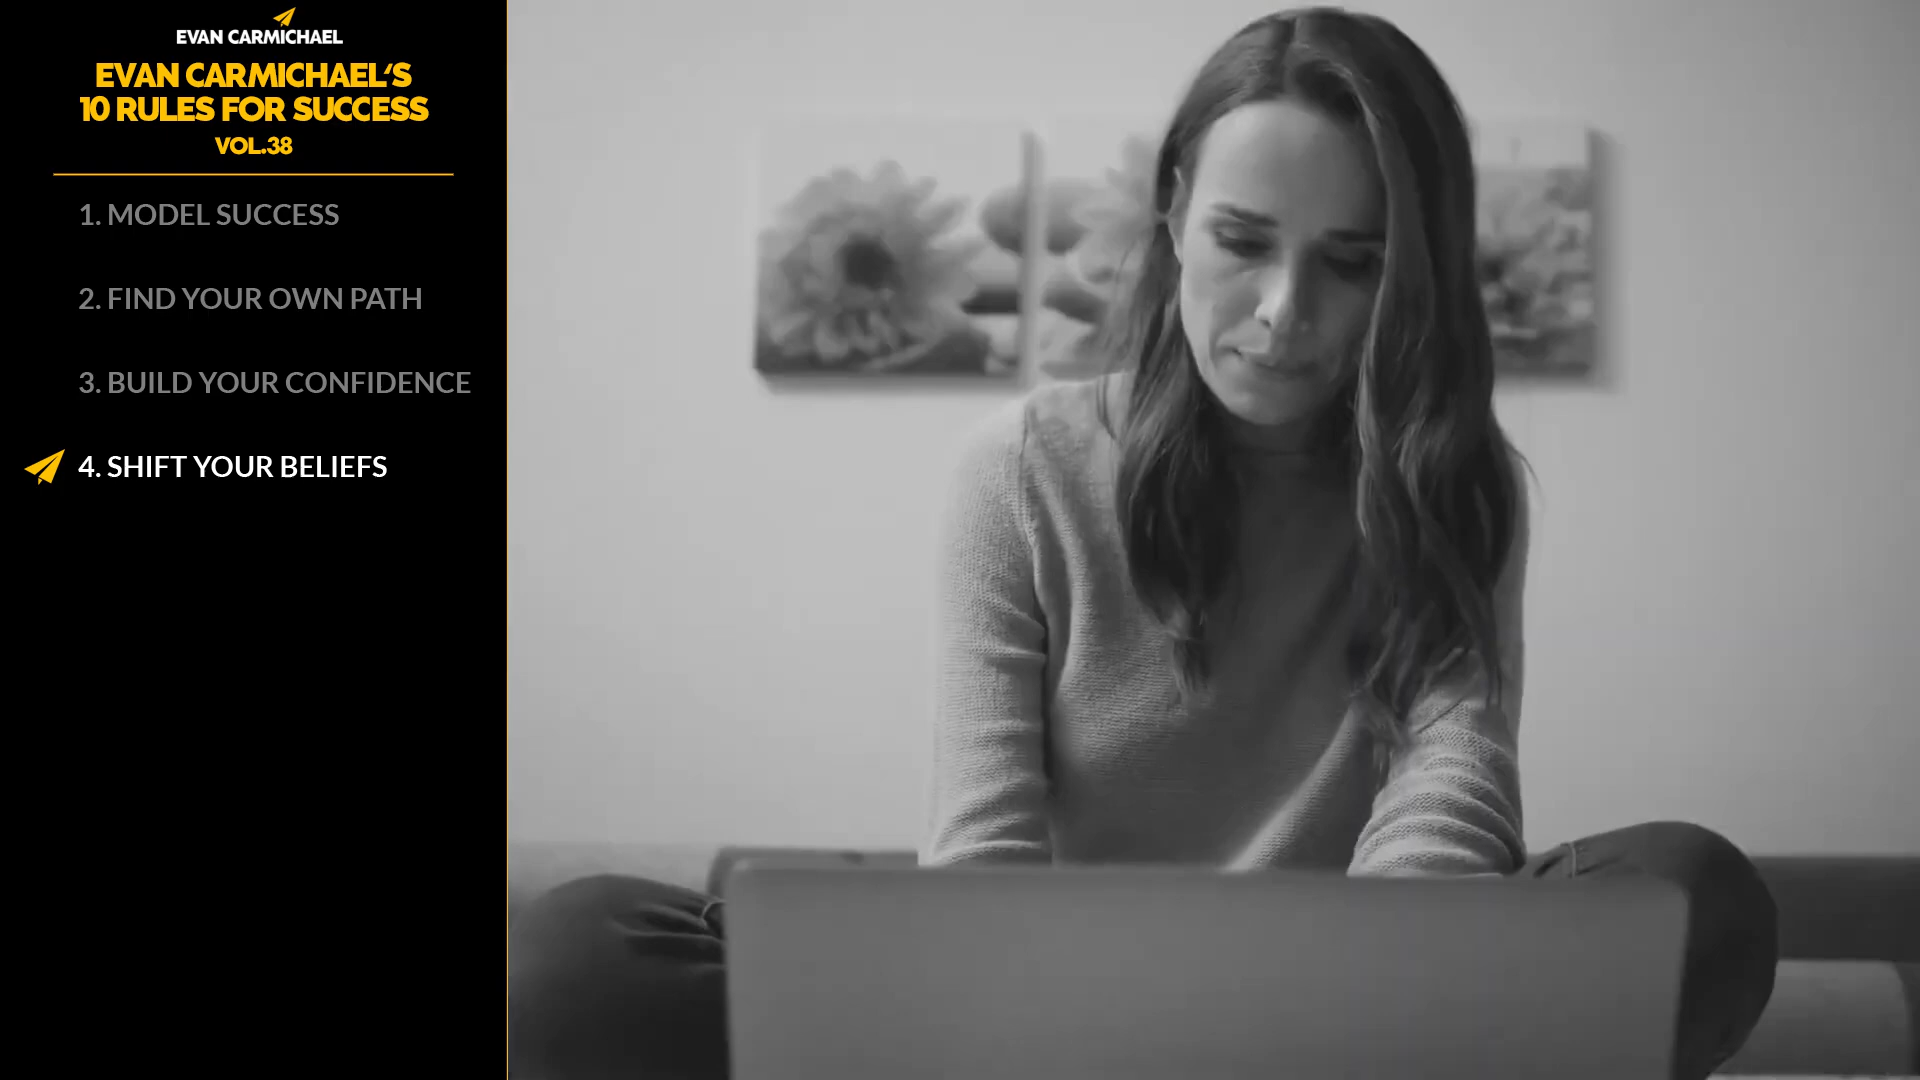 EVAN CARMICHAEL
EVAN CARMICHAEL'S
10 RULES FOR SUCCESS
VOL.38
1. MODEL SUCCESS
2. FIND YOUR OWN PATH
3. BUILD YOUR CONFIDENCE
4. SHIFT YOUR BELIEFS